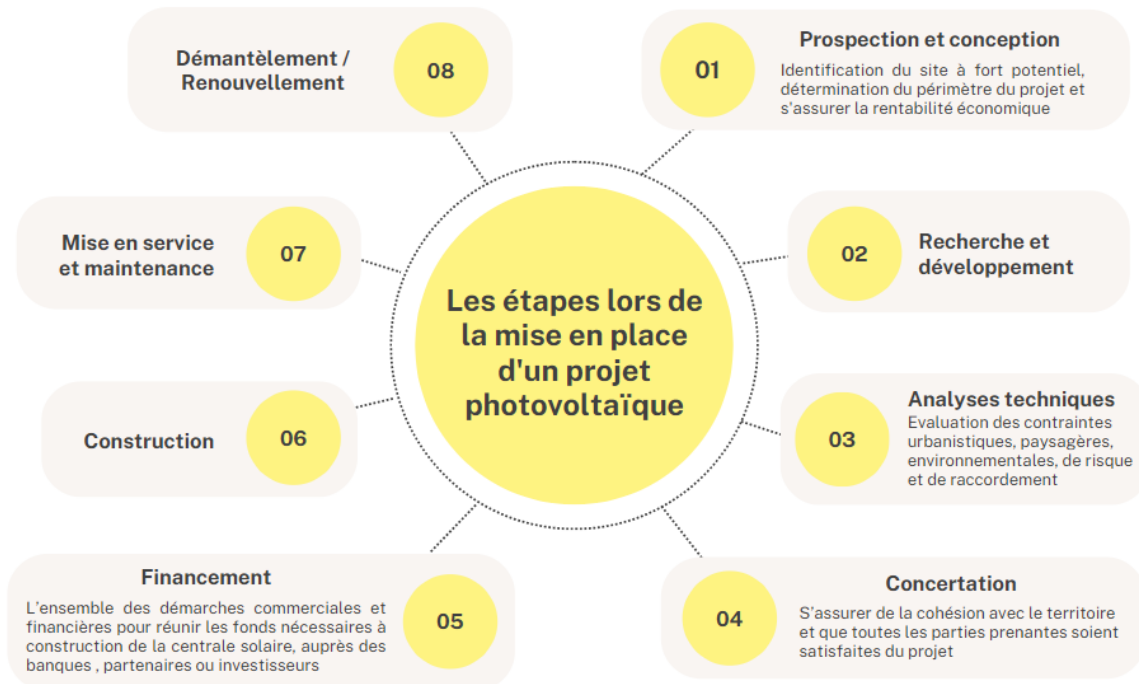 Les étapes lors de
la mise en place
d'un projet
photovoltaïque
01
Prospection et conception
Identification du site à fort potentiel,
détermination du périmètre du projet et
s'assurer la rentabilité économique
02
Recherche et
développement
03
Analyses techniques
Evaluation des contraintes
urbanistiques, paysagères,
environnementales, de risque
et de raccordement
04
Concertation
S'assurer de la cohésion avec le territoire
et que toutes les parties prenantes soient
satisfaites du projet
05
Financement
L'ensemble des démarches commerciales et
financières pour réunir les fonds nécessaires à
construction de la centrale solaire, auprès des
banques , partenaires ou investisseurs
06
Construction
07
Mise en service
et maintenance
08
Démantèlement /
Renouvellement